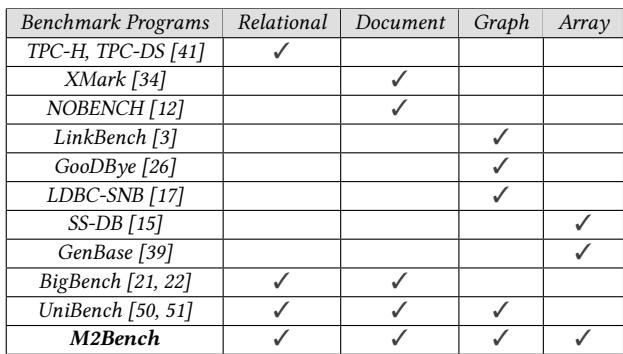 Benchmark Programs Relational Document Graph Array
TPC-H, TPC-DS [41] ✓
XMark [34] ✓
NOBENCH [12] ✓
LinkBench [3] ✓
GooDBye [26] ✓
LDBC-SNB [17] ✓
SS-DB [15] ✓
GenBase [39] ✓
BigBench [21, 22] ✓ ✓
UniBench [50, 51] ✓ ✓ ✓
M2Bench ✓ ✓ ✓ ✓